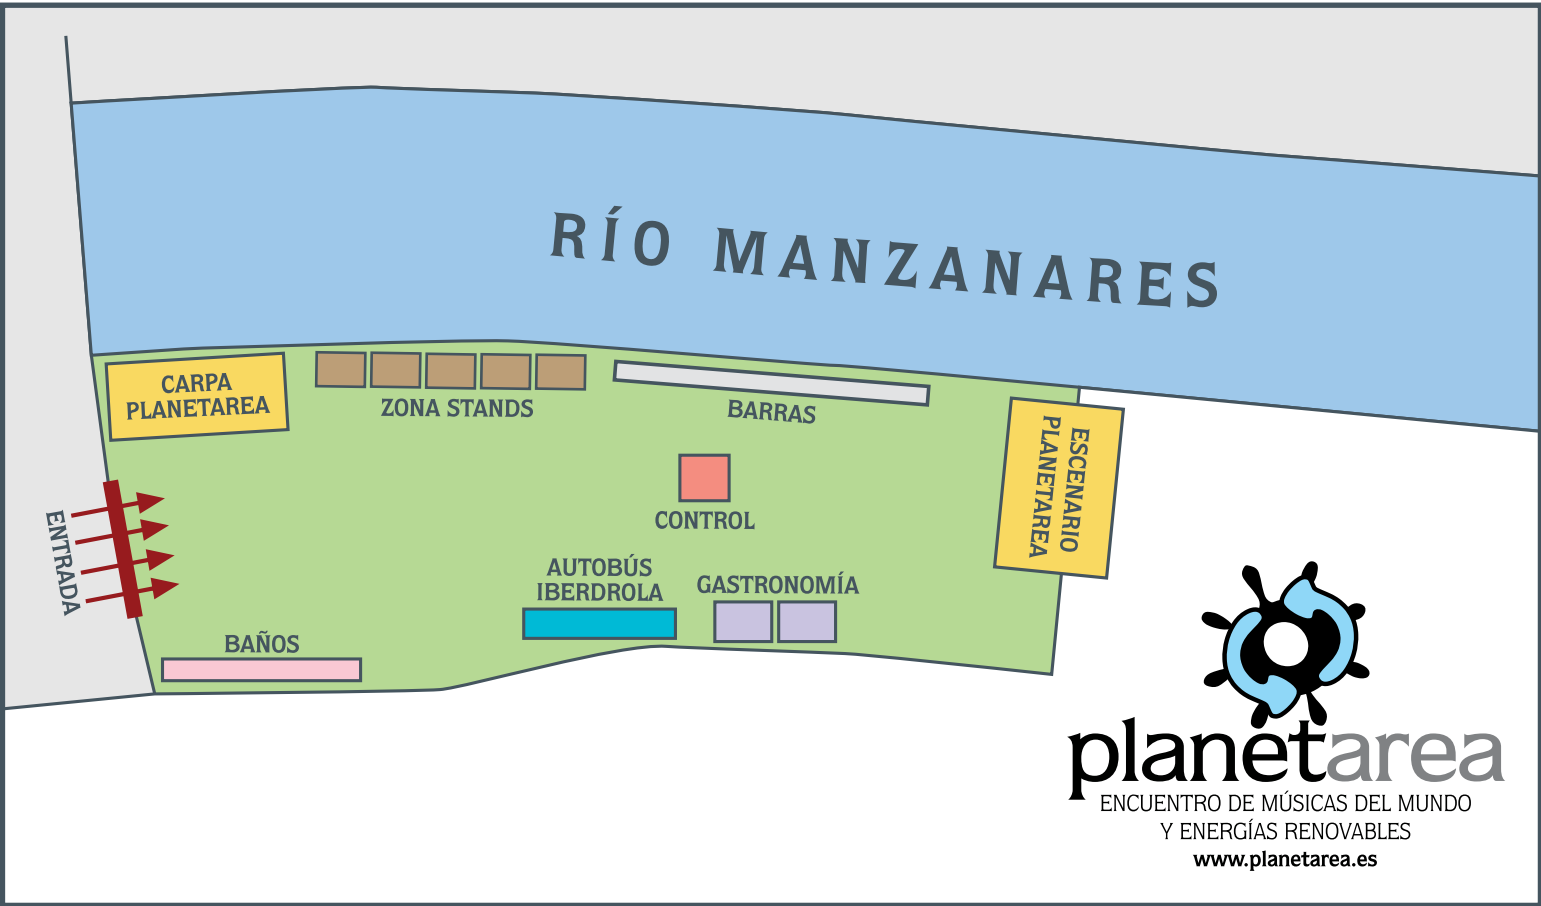 RÍO MANZANARES
CARPA
PLANETAREA
ZONA STANDS
BARRAS
ESCENARIO
PLANETAREA
CONTROL
ENTRADA
AUTOBÚS
IBERDROLA
GASTRONOMÍA
BAÑOS
planetarea
ENCUENTRO DE MÚSICAS DEL MUNDO
Y ENERGÍAS RENOVABLES
www.planetarea.es